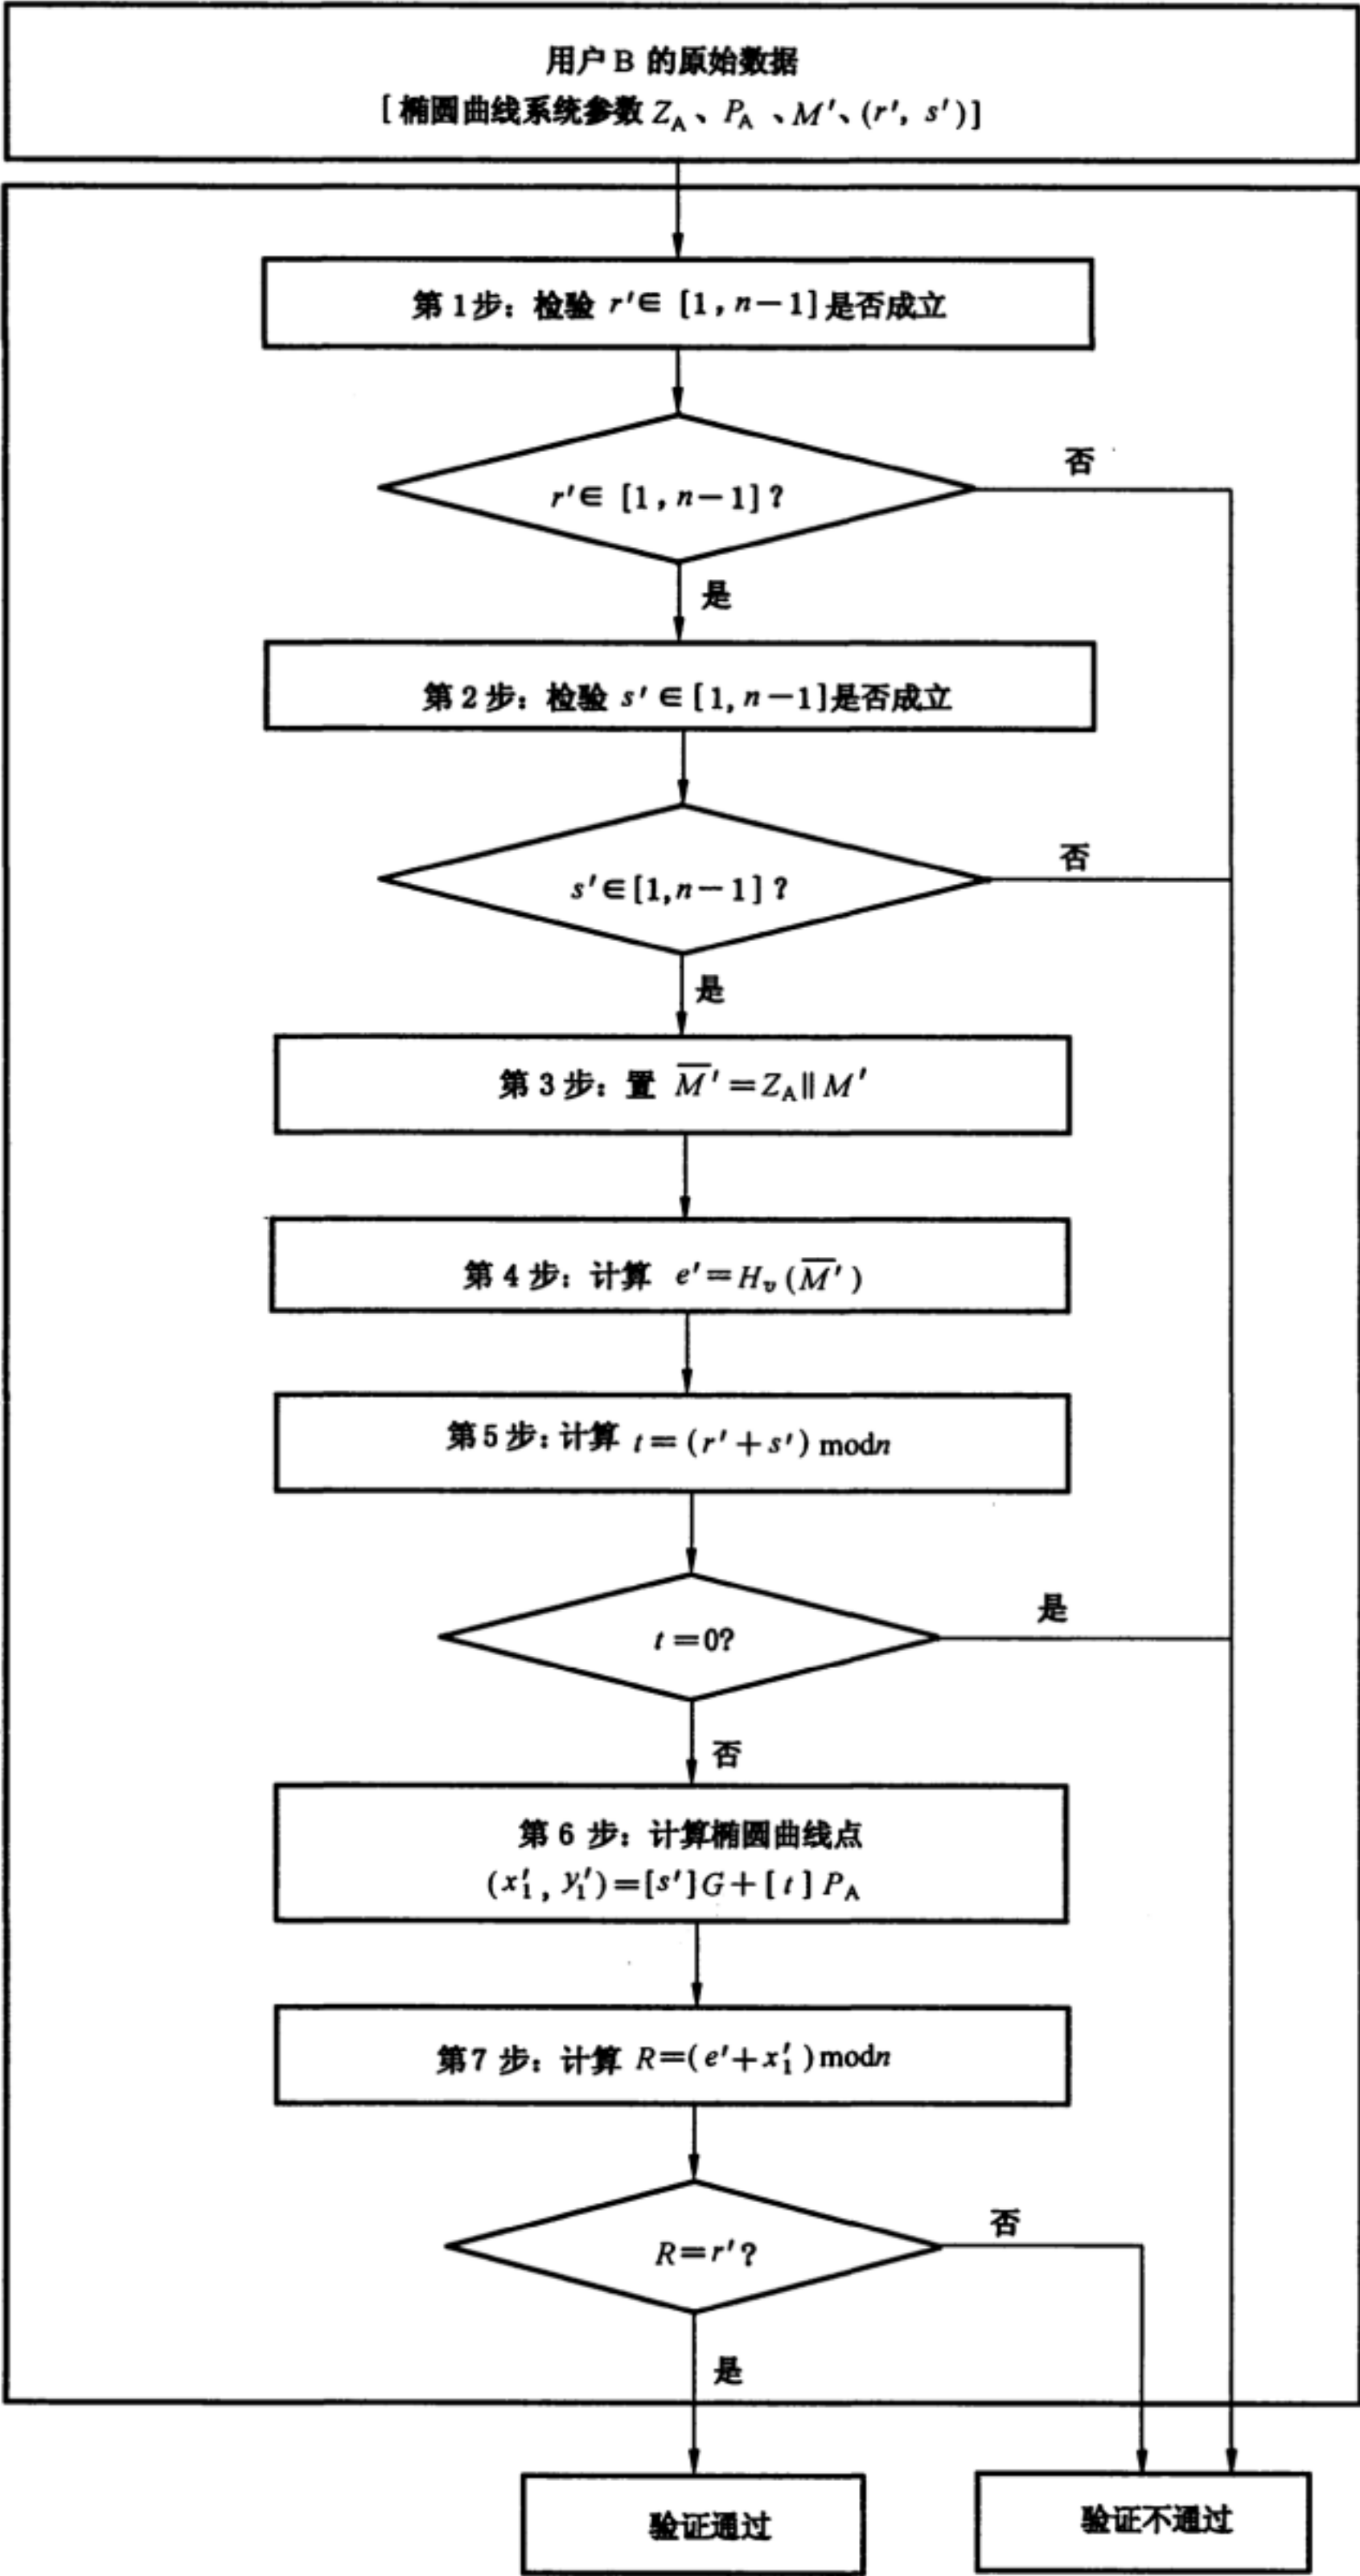 用户B 的原始数据
[椭圆曲线系统参数 Z_A、P_A、M′、(r′, s′)]
第1步：检验 r′∈ [1, n－1]是否成立
r′∈ [1, n－1]?
否
是
第2步：检验 s′∈[1, n－1]是否成立
s′∈[1,n－1]?
否
是
第 3 步：置 M̅′＝Z_A‖M′
第 4 步：计算 e′＝H_v(M̅′)
第5步：计算 t＝(r′＋s′) modn
t＝0?
是
否
第 6 步：计算椭圆曲线点
(x′₁, y′₁)＝[s′]G＋[t]P_A
第7 步：计算 R＝(e′＋x′₁)modn
R＝r′?
否
是
验证通过
验证不通过